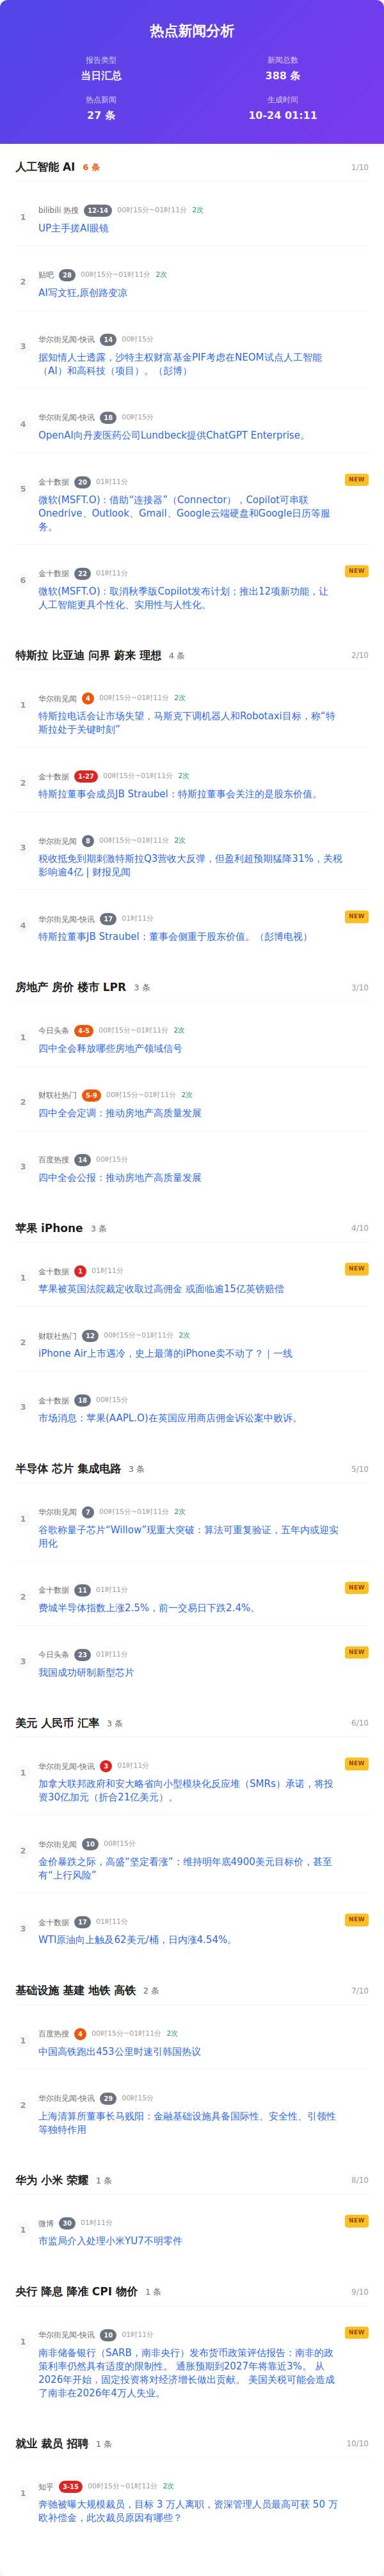 热点新闻分析
报告类型
当日汇总
新闻总数
388 条
热点新闻
27 条
生成时间
10-24 01:11
人工智能 AI 6 条 1/10
1
bilibili 热搜 12-14 00时15分~01时11分 2次
UP主手搓AI眼镜
2
贴吧 28 00时15分~01时11分 2次
AI写文狂,原创路变凉
3
华尔街见闻-快讯 14 00时15分
据知情人士透露，沙特主权财富基金PIF考虑在NEOM试点人工智能
（AI）和高科技（项目）。（彭博）
4
华尔街见闻-快讯 18 00时15分
OpenAI向丹麦医药公司Lundbeck提供ChatGPT Enterprise。
5
金十数据 20 01时11分 NEW
微软(MSFT.O)：借助“连接器”（Connector），Copilot可串联
Onedrive、Outlook、Gmail、Google云端硬盘和Google日历等服
务。
6
金十数据 22 01时11分 NEW
微软(MSFT.O)：取消秋季版Copilot发布计划；推出12项新功能，让
人工智能更具个性化、实用性与人性化。
特斯拉 比亚迪 问界 蔚来 理想 4 条 2/10
1
华尔街见闻 4 00时15分~01时11分 2次
特斯拉电话会让市场失望，马斯克下调机器人和Robotaxi目标，称“特
斯拉处于关键时刻”
2
金十数据 1-27 00时15分~01时11分 2次
特斯拉董事会成员JB Straubel：特斯拉董事会关注的是股东价值。
3
华尔街见闻 8 00时15分~01时11分 2次
税收抵免到期刺激特斯拉Q3营收大反弹，但盈利超预期猛降31%，关税
影响逾4亿 | 财报见闻
4
华尔街见闻-快讯 17 01时11分 NEW
特斯拉董事JB Straubel：董事会侧重于股东价值。（彭博电视）
房地产 房价 楼市 LPR 3 条 3/10
1
今日头条 4-5 00时15分~01时11分 2次
四中全会释放哪些房地产领域信号
2
财联社热门 5-9 00时15分~01时11分 2次
四中全会定调：推动房地产高质量发展
3
百度热搜 14 00时15分
四中全会公报：推动房地产高质量发展
苹果 iPhone 3 条 4/10
1
金十数据 1 01时11分 NEW
苹果被英国法院裁定收取过高佣金 或面临逾15亿英镑赔偿
2
财联社热门 12 00时15分~01时11分 2次
iPhone Air上市遇冷，史上最薄的iPhone卖不动了？｜一线
3
金十数据 18 00时15分
市场消息：苹果(AAPL.O)在英国应用商店佣金诉讼案中败诉。
半导体 芯片 集成电路 3 条 5/10
1
华尔街见闻 7 00时15分~01时11分 2次
谷歌称量子芯片“Willow”现重大突破：算法可重复验证，五年内或迎实
用化
2
金十数据 11 01时11分 NEW
费城半导体指数上涨2.5%，前一交易日下跌2.4%。
3
今日头条 23 01时11分 NEW
我国成功研制新型芯片
美元 人民币 汇率 3 条 6/10
1
华尔街见闻-快讯 3 01时11分 NEW
加拿大联邦政府和安大略省向小型模块化反应堆（SMRs）承诺，将投
资30亿加元（折合21亿美元）。
2
华尔街见闻 10 00时15分
金价暴跌之际，高盛“坚定看涨”：维持明年底4900美元目标价，甚至
有“上行风险”
3
金十数据 17 01时11分 NEW
WTI原油向上触及62美元/桶，日内涨4.54%。
基础设施 基建 地铁 高铁 2 条 7/10
1
百度热搜 4 00时15分~01时11分 2次
中国高铁跑出453公里时速引韩国热议
2
华尔街见闻-快讯 29 00时15分
上海清算所董事长马贱阳：金融基础设施具备国际性、安全性、引领性
等独特作用
华为 小米 荣耀 1 条 8/10
1
微博 30 01时11分 NEW
市监局介入处理小米YU7不明零件
央行 降息 降准 CPI 物价 1 条 9/10
1
华尔街见闻-快讯 10 01时11分 NEW
南非储备银行（SARB，南非央行）发布货币政策评估报告：南非的政
策利率仍然具有适度的限制性。 通胀预期到2027年将靠近3%。 从
2026年开始，固定投资将对经济增长做出贡献。 美国关税可能会造成
了南非在2026年4万人失业。
就业 裁员 招聘 1 条 10/10
1
知乎 3-15 00时15分~01时11分 2次
奔驰被曝大规模裁员，目标 3 万人离职，资深管理人员最高可获 50 万
欧补偿金，此次裁员原因有哪些？